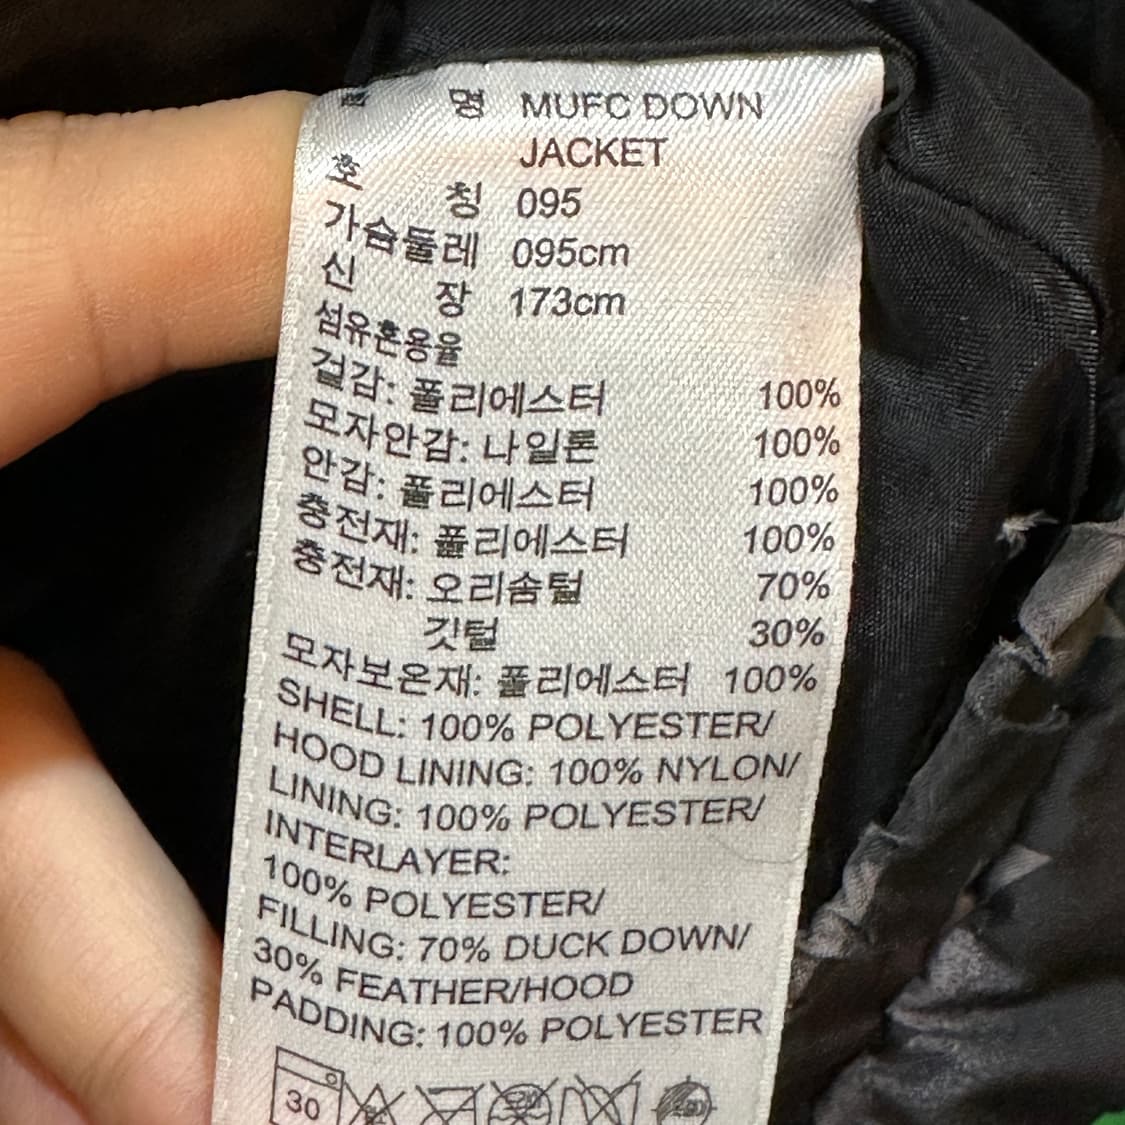 품 명 MUFC DOWN
JACKET
호 칭 095
가슴둘레 095cm
신 장 173cm
섬유혼용율
겉감: 폴리에스터 100%
모자안감: 나일론 100%
안감: 폴리에스터 100%
충전재: 폴리에스터 100%
충전재: 오리솜털 70%
깃털 30%
모자보온재: 폴리에스터 100%
SHELL: 100% POLYESTER/
HOOD LINING: 100% NYLON/
LINING: 100% POLYESTER/
INTERLAYER:
100% POLYESTER/
FILLING: 70% DUCK DOWN/
30% FEATHER/HOOD
PADDING: 100% POLYESTER
30